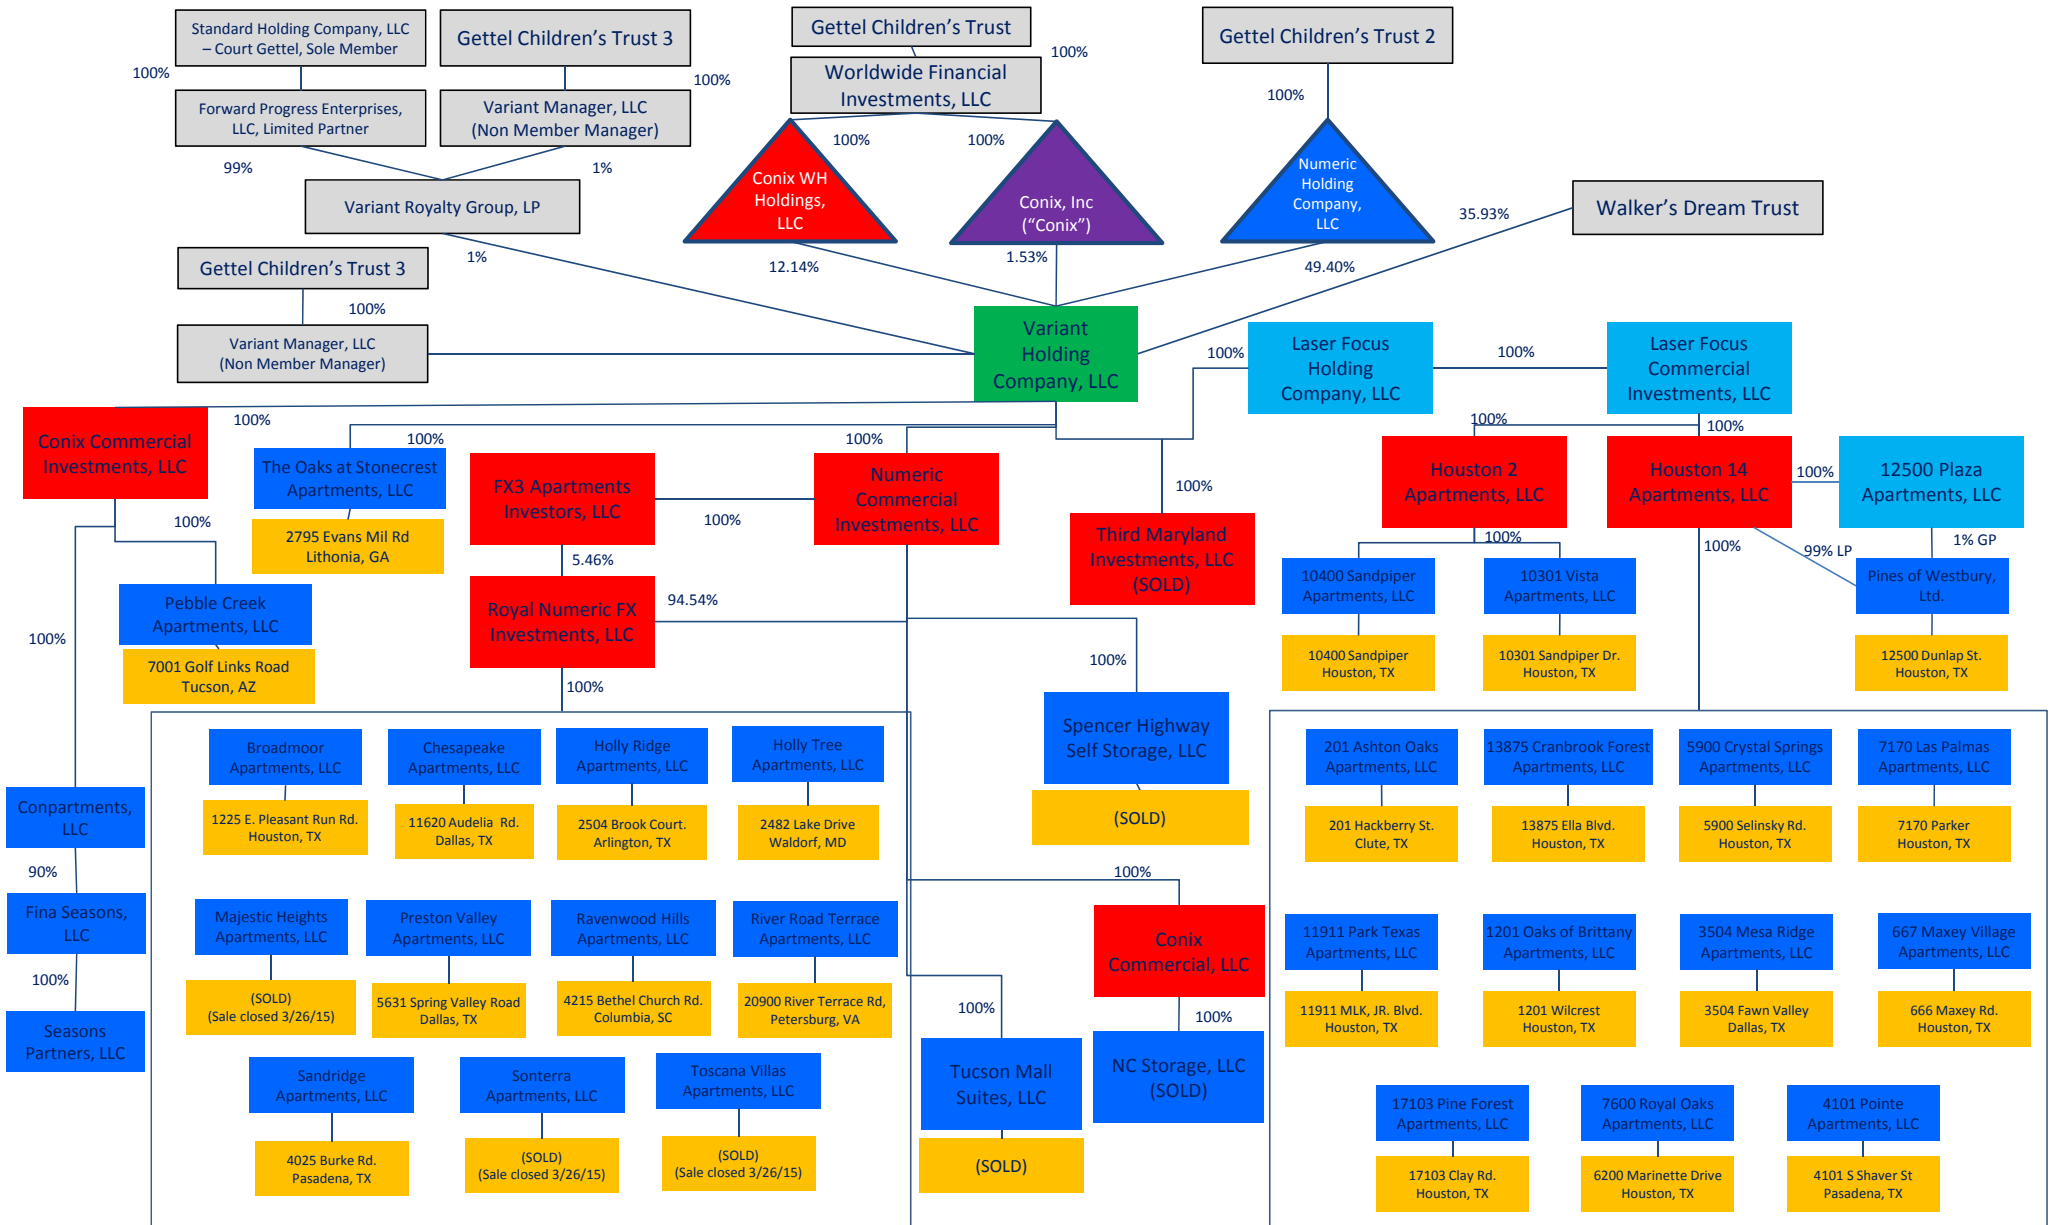 Standard Holding Company, LLC
– Court Gettel, Sole Member
Gettel Children's Trust 3
Gettel Children's Trust
Gettel Children's Trust 2
100%
100%
100%
100%
Forward Progress Enterprises,
LLC, Limited Partner
Variant Manager, LLC
(Non Member Manager)
Worldwide Financial
Investments, LLC
99%
1%
100%
100%
Variant Royalty Group, LP
Conix WH
Holdings,
LLC
Conix, Inc
("Conix")
Numeric
Holding
Company,
LLC
Walker's Dream Trust
35.93%
1%
12.14%
1.53%
49.40%
Gettel Children's Trust 3
100%
Variant Manager, LLC
(Non Member Manager)
Variant
Holding
Company, LLC
100%
Laser Focus
Holding
Company, LLC
100%
Laser Focus
Commercial
Investments, LLC
100%
100%
100%
100%
100%
Conix Commercial
Investments, LLC
The Oaks at Stonecrest
Apartments, LLC
2795 Evans Mil Rd
Lithonia, GA
FX3 Apartments
Investors, LLC
100%
Numeric
Commercial
Investments, LLC
100%
Third Maryland
Investments, LLC
(SOLD)
Houston 2
Apartments, LLC
Houston 14
Apartments, LLC
100%
12500 Plaza
Apartments, LLC
100%
100%
5.46%
94.54%
Royal Numeric FX
Investments, LLC
100%
100%
100%
99% LP
1% GP
10400 Sandpiper
Apartments, LLC
10301 Vista
Apartments, LLC
Pines of Westbury,
Ltd.
10400 Sandpiper
Houston, TX
10301 Sandpiper Dr.
Houston, TX
12500 Dunlap St.
Houston, TX
Pebble Creek
Apartments, LLC
7001 Golf Links Road
Tucson, AZ
100%
100%
Spencer Highway
Self Storage, LLC
(SOLD)
Conpartments,
LLC
90%
Fina Seasons,
LLC
100%
Seasons
Partners, LLC
Broadmoor
Apartments, LLC
Chesapeake
Apartments, LLC
Holly Ridge
Apartments, LLC
Holly Tree
Apartments, LLC
1225 E. Pleasant Run Rd.
Houston, TX
11620 Audelia Rd.
Dallas, TX
2504 Brook Court.
Arlington, TX
2482 Lake Drive
Waldorf, MD
Majestic Heights
Apartments, LLC
Preston Valley
Apartments, LLC
Ravenwood Hills
Apartments, LLC
River Road Terrace
Apartments, LLC
(SOLD)
(Sale closed 3/26/15)
5631 Spring Valley Road
Dallas, TX
4215 Bethel Church Rd.
Columbia, SC
20900 River Terrace Rd,
Petersburg, VA
Sandridge
Apartments, LLC
Sonterra
Apartments, LLC
Toscana Villas
Apartments, LLC
4025 Burke Rd.
Pasadena, TX
(SOLD)
(Sale closed 3/26/15)
(SOLD)
(Sale closed 3/26/15)
100%
Conix
Commercial, LLC
100%
NC Storage, LLC
(SOLD)
100%
Tucson Mall
Suites, LLC
(SOLD)
201 Ashton Oaks
Apartments, LLC
13875 Cranbrook Forest
Apartments, LLC
5900 Crystal Springs
Apartments, LLC
7170 Las Palmas
Apartments, LLC
201 Hackberry St.
Clute, TX
13875 Ella Blvd.
Houston, TX
5900 Selinsky Rd.
Houston, TX
7170 Parker
Houston, TX
11911 Park Texas
Apartments, LLC
1201 Oaks of Brittany
Apartments, LLC
3504 Mesa Ridge
Apartments, LLC
667 Maxey Village
Apartments, LLC
11911 MLK, JR. Blvd.
Houston, TX
1201 Wilcrest
Houston, TX
3504 Fawn Valley
Dallas, TX
666 Maxey Rd.
Houston, TX
17103 Pine Forest
Apartments, LLC
7600 Royal Oaks
Apartments, LLC
4101 Pointe
Apartments, LLC
17103 Clay Rd.
Houston, TX
6200 Marinette Drive
Houston, TX
4101 S Shaver St
Pasadena, TX